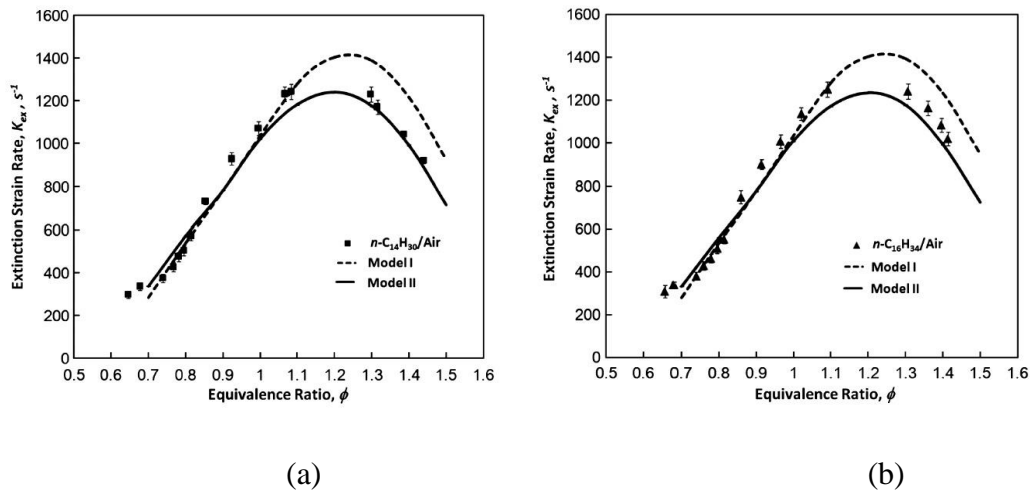 Extinction Strain Rate, Kex, s-1
1600
1400
1200
1000
800
600
400
200
0
n-C14H30/Air
Model I
Model II
0.5 0.6 0.7 0.8 0.9 1 1.1 1.2 1.3 1.4 1.5 1.6
Equivalence Ratio, ϕ
(a)
Extinction Strain Rate, Kex, s-1
1600
1400
1200
1000
800
600
400
200
0
n-C16H34/Air
Model I
Model II
0.5 0.6 0.7 0.8 0.9 1 1.1 1.2 1.3 1.4 1.5 1.6
Equivalence Ratio, ϕ
(b)